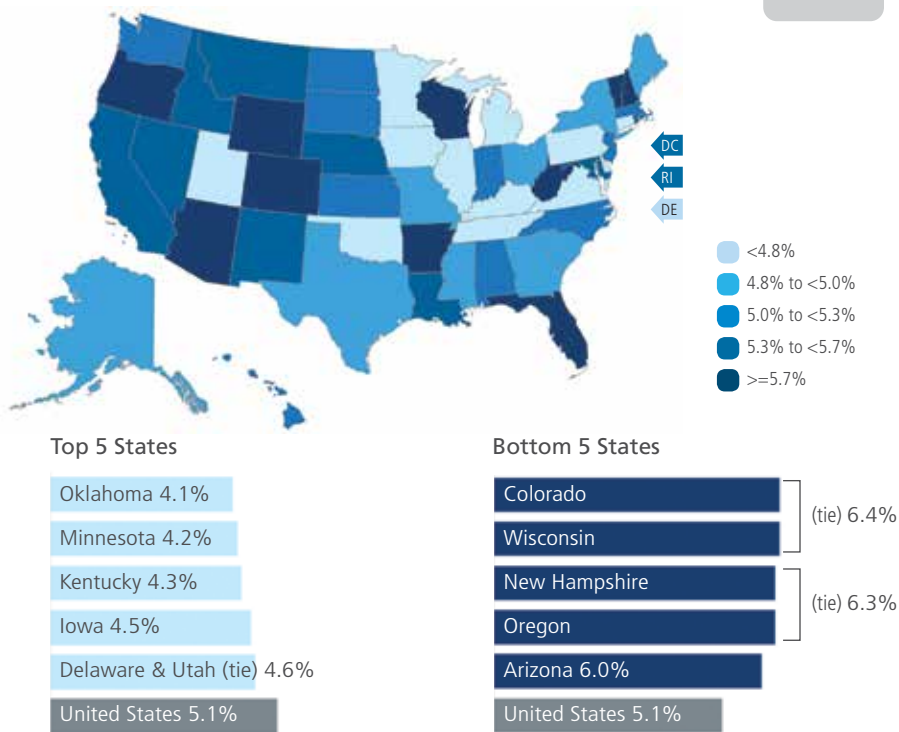 DC
RI
DE
<4.8%
4.8% to <5.0%
5.0% to <5.3%
5.3% to <5.7%
>=5.7%
Top 5 States
Oklahoma 4.1%
Minnesota 4.2%
Kentucky 4.3%
Iowa 4.5%
Delaware & Utah (tie) 4.6%
United States 5.1%
Bottom 5 States
Colorado
Wisconsin
(tie) 6.4%
New Hampshire
Oregon
(tie) 6.3%
Arizona 6.0%
United States 5.1%